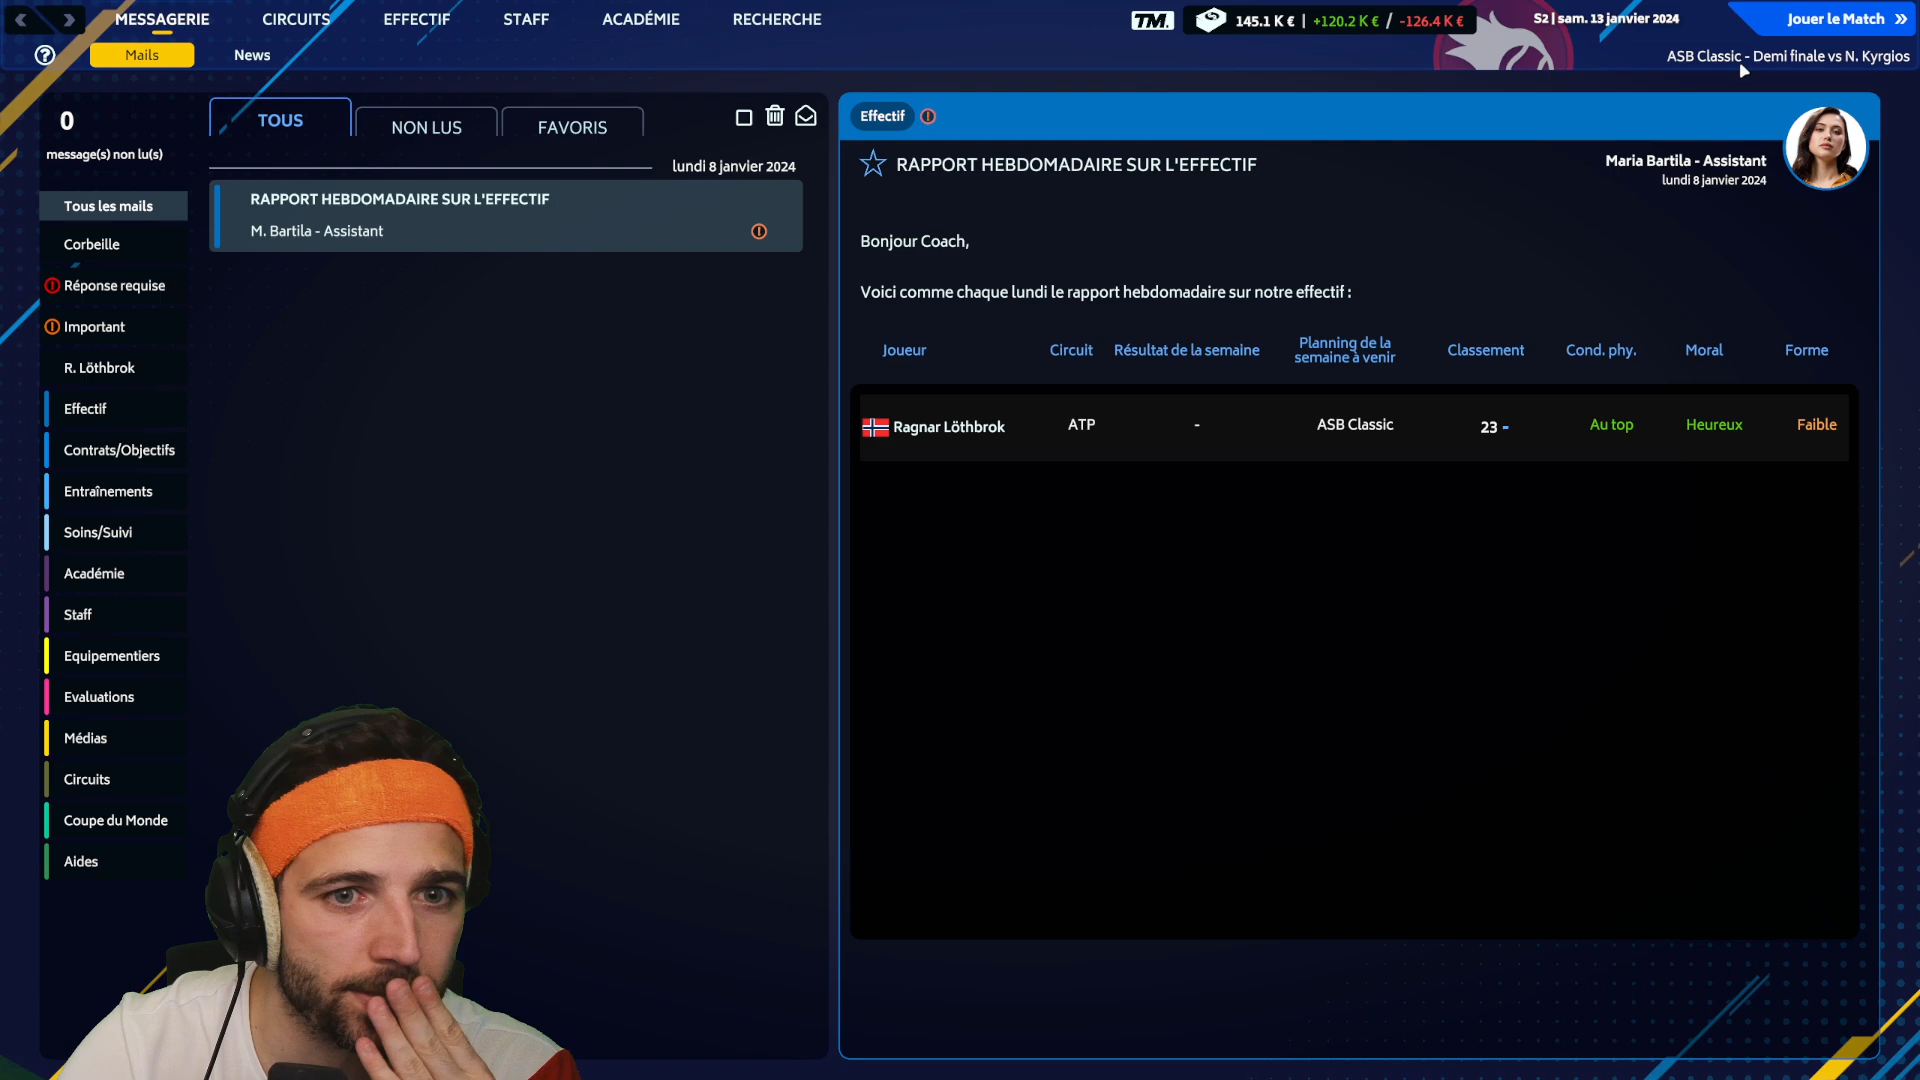 MESSAGERIE CIRCUITS EFFECTIF STAFF ACADÉMIE RECHERCHE
TM. 145.1 K € | +120.2 K € / -126.4 K €
S2 | sam. 13 janvier 2024
Jouer le Match
ASB Classic - Demi finale vs N. Kyrgios
Mails News
0
message(s) non lu(s)
Tous les mails
Corbeille
Réponse requise
Important
R. Löthbrok
Effectif
Contrats/Objectifs
Entraînements
Soins/Suivi
Académie
Staff
Equipementiers
Evaluations
Médias
Circuits
Coupe du Monde
Aides
TOUS NON LUS FAVORIS
lundi 8 janvier 2024
RAPPORT HEBDOMADAIRE SUR L'EFFECTIF
M. Bartila - Assistant
Effectif
RAPPORT HEBDOMADAIRE SUR L'EFFECTIF
Maria Bartila - Assistant
lundi 8 janvier 2024
Bonjour Coach,
Voici comme chaque lundi le rapport hebdomadaire sur notre effectif :
Joueur Circuit Résultat de la semaine Planning de la semaine à venir Classement Cond. phy. Moral Forme
Ragnar Löthbrok ATP - ASB Classic 23 - Au top Heureux Faible